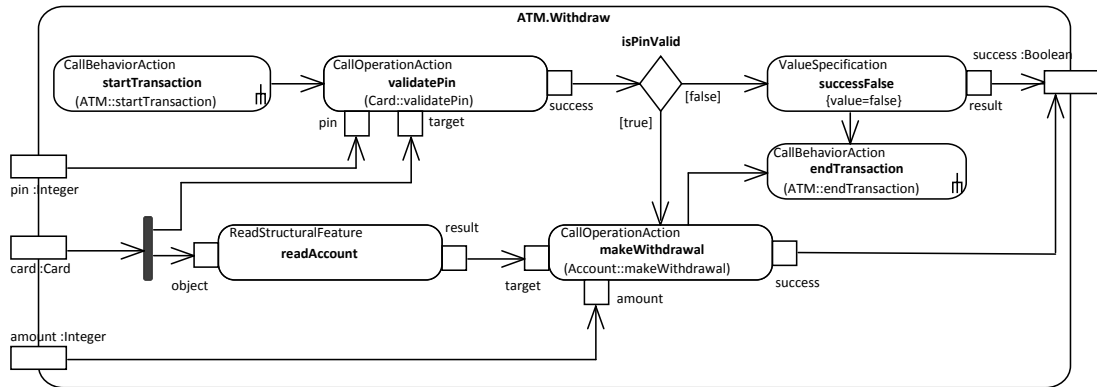 ATM.Withdraw
isPinValid
success :Boolean
CallBehaviorAction
startTransaction
(ATM::startTransaction)
CallOperationAction
validatePin
(Card::validatePin)
success
pin
target
[false]
[true]
ValueSpecification
successFalse
{value=false}
result
CallBehaviorAction
endTransaction
(ATM::endTransaction)
pin :Integer
card :Card
object
ReadStructuralFeature
readAccount
result
target
CallOperationAction
makeWithdrawal
(Account::makeWithdrawal)
success
amount
amount :Integer